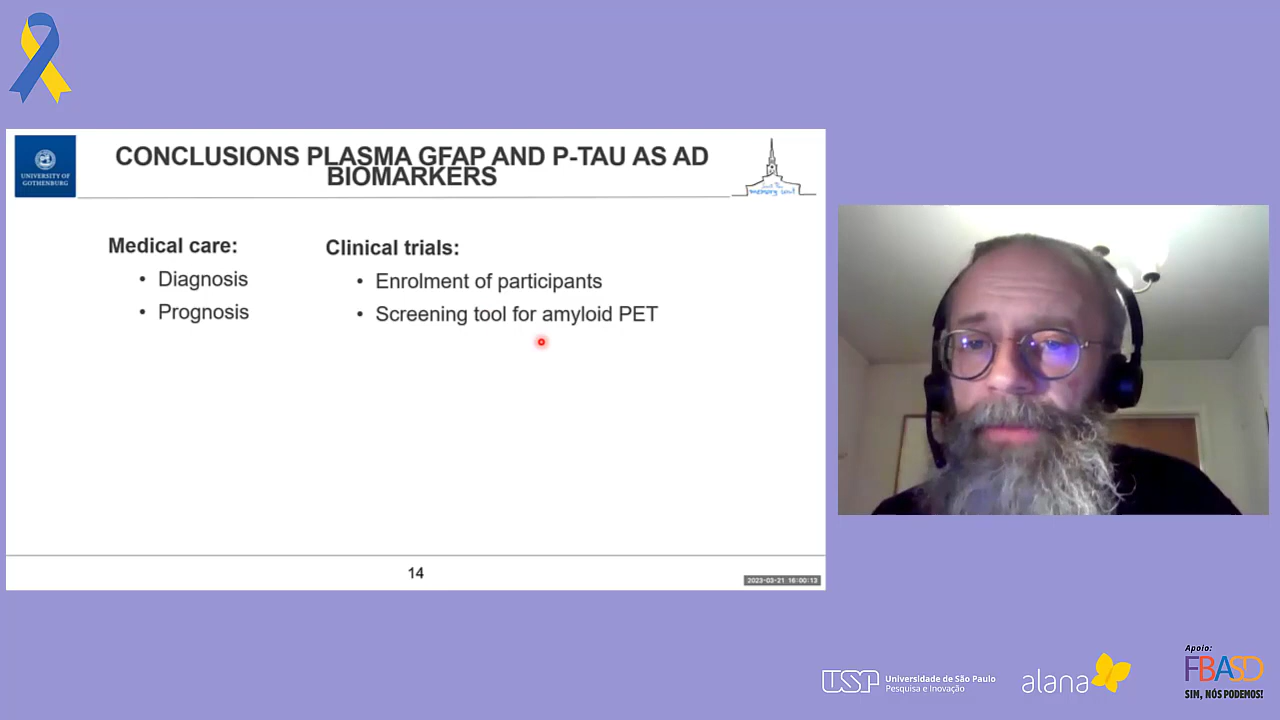 UNIVERSITY OF
GOTHENBURG
CONCLUSIONS PLASMA GFAP AND P-TAU AS AD
BIOMARKERS
memory unit
Medical care:
• Diagnosis
• Prognosis
Clinical trials:
• Enrolment of participants
• Screening tool for amyloid PET
14
2023-03-21 16:00:13
USP Universidade de São Paulo
Pesquisa e Inovação
alana
Apoio:
FBASD
SIM, NÓS PODEMOS!